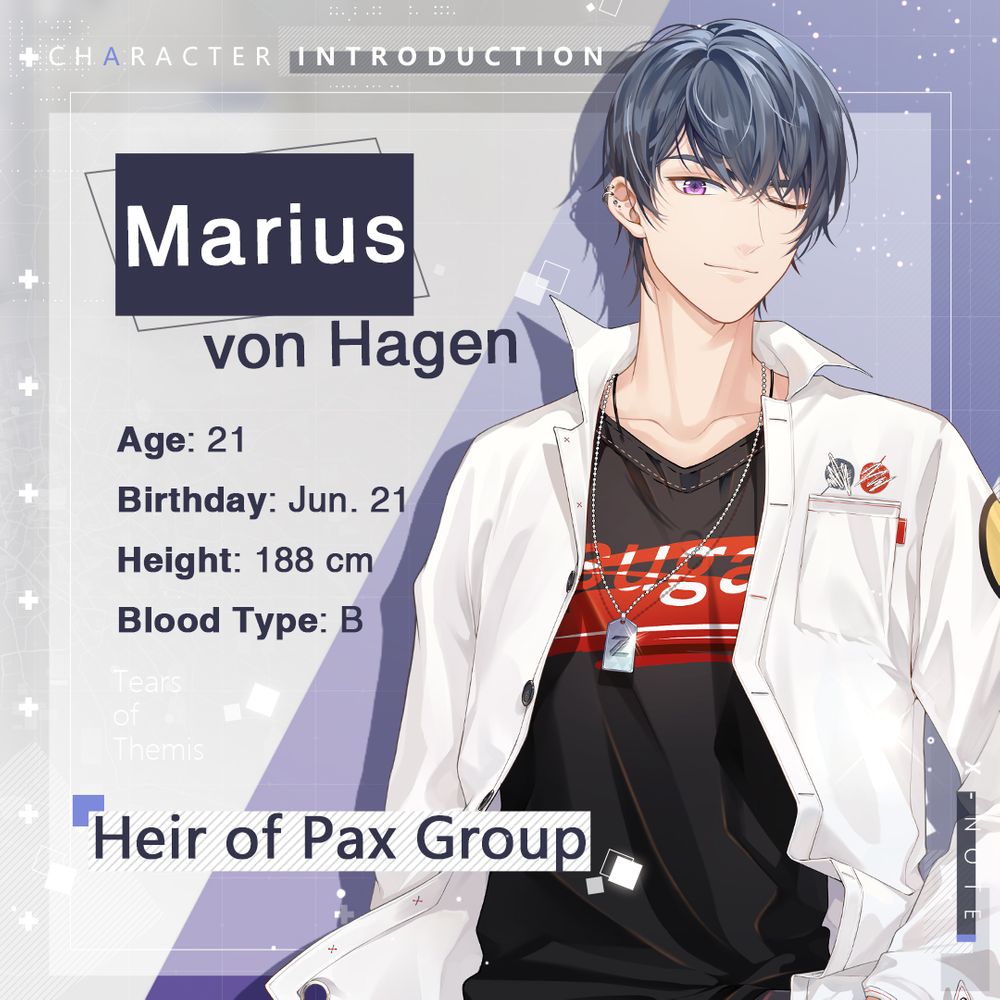 CHARACTER INTRODUCTION
Marius
von Hagen
Age: 21
Birthday: Jun. 21
Height: 188 cm
Blood Type: B
Tears
of
Themis
Heir of Pax Group
X-NOTE
Z